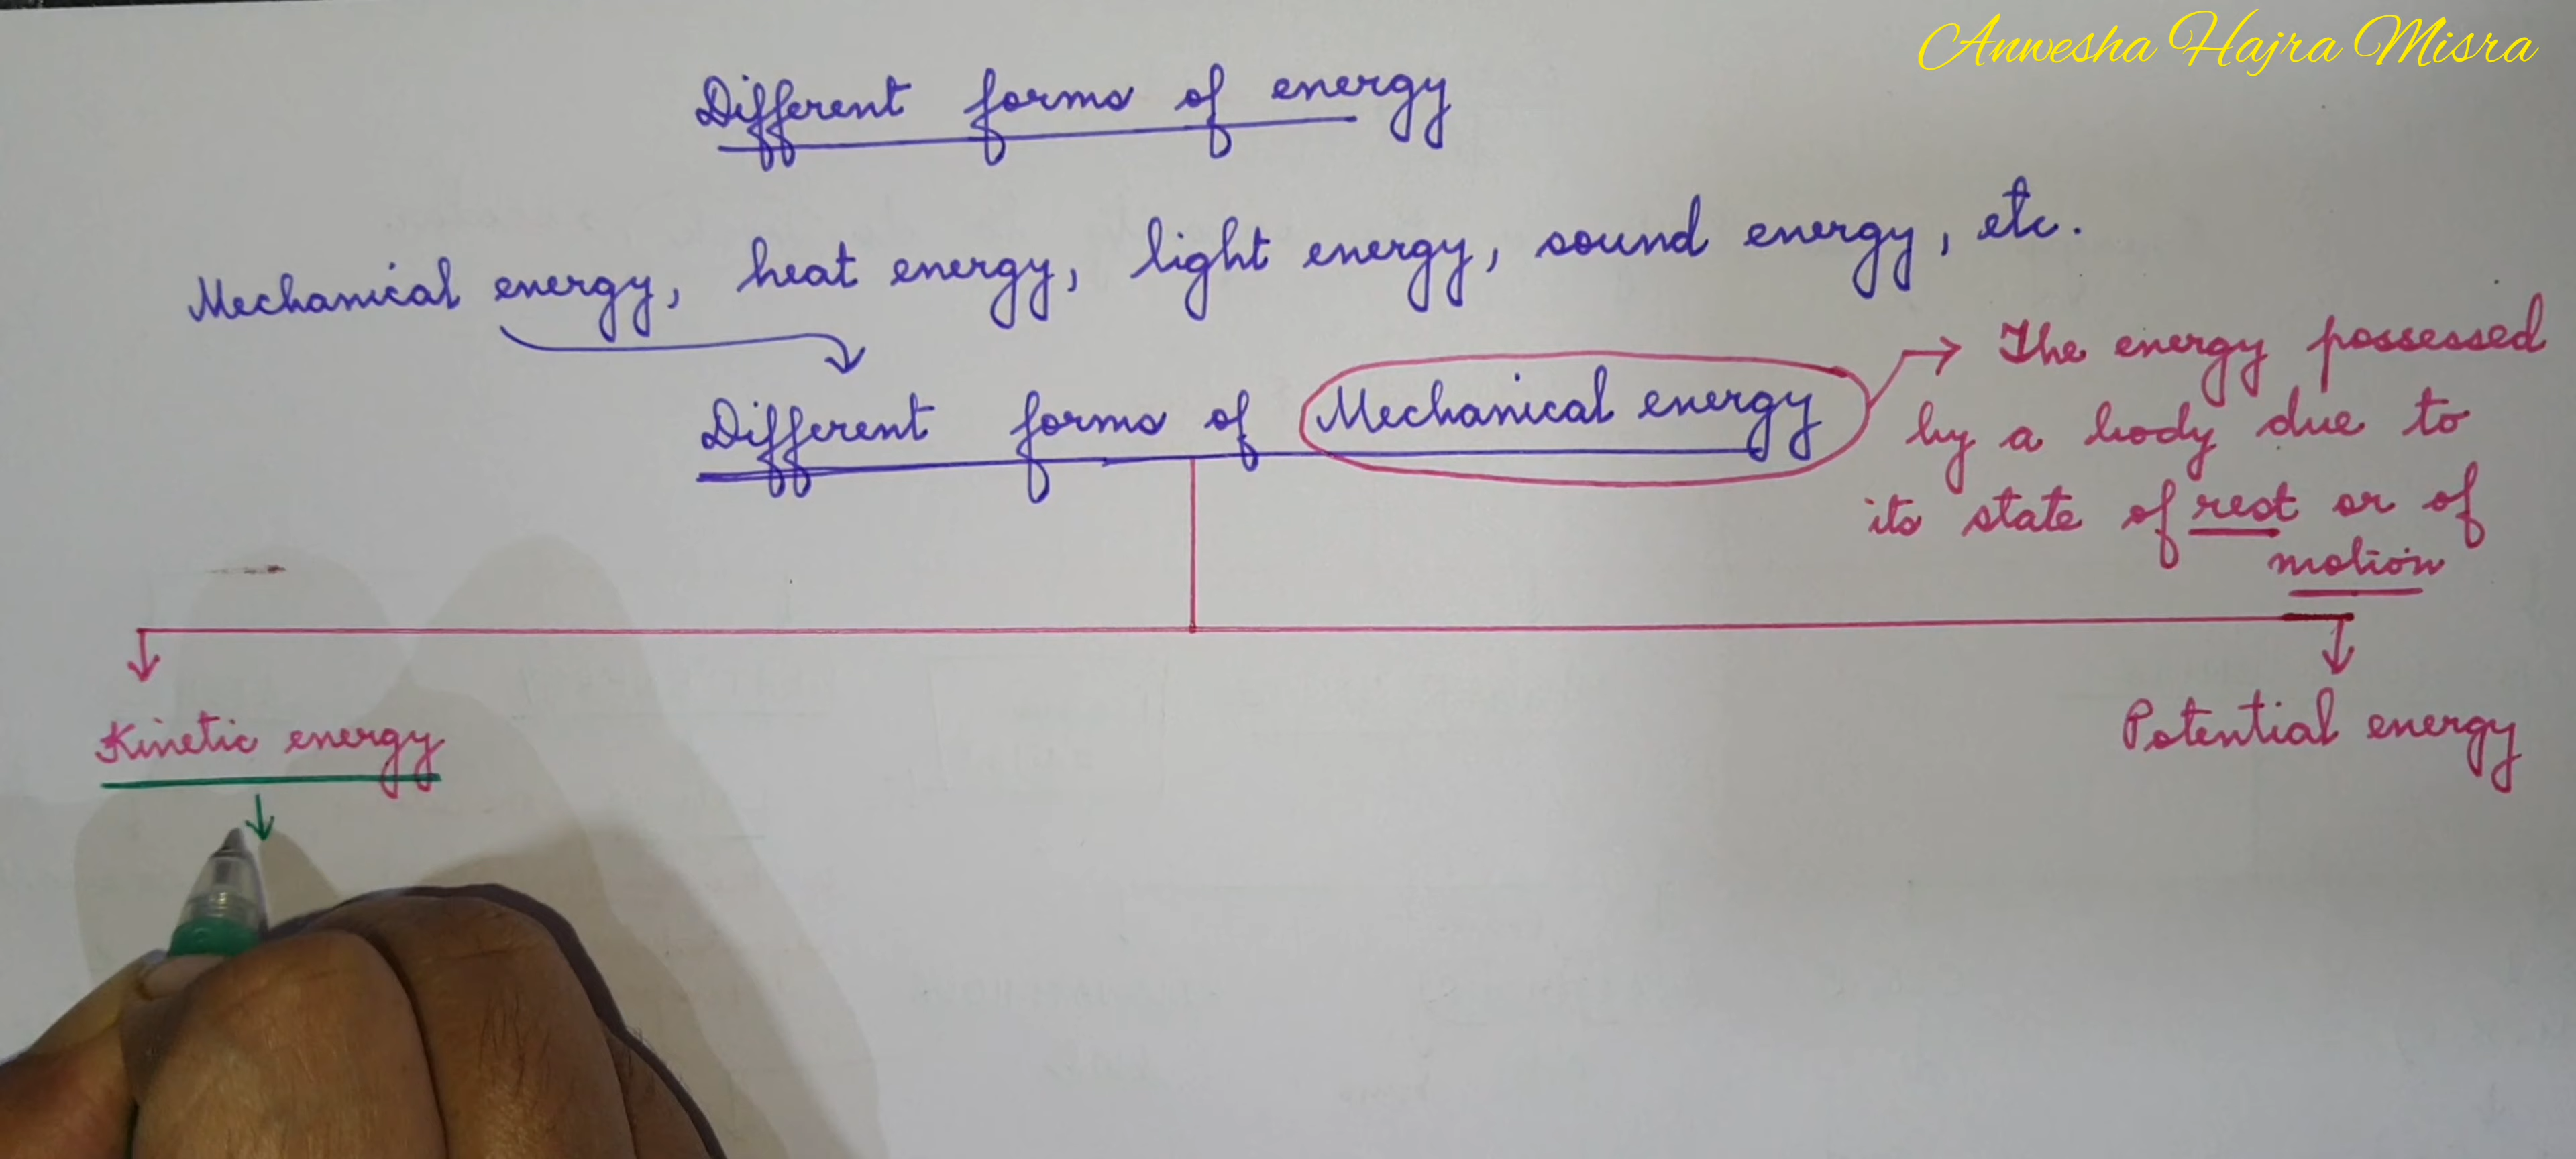 Anwesha Hajra Misra
Different forms of energy
Mechanical energy, heat energy, light energy, sound energy, etc.
Different forms of Mechanical energy
→ The energy possessed
by a body due to
its state of rest or of
motion
Kinetic energy
Potential energy